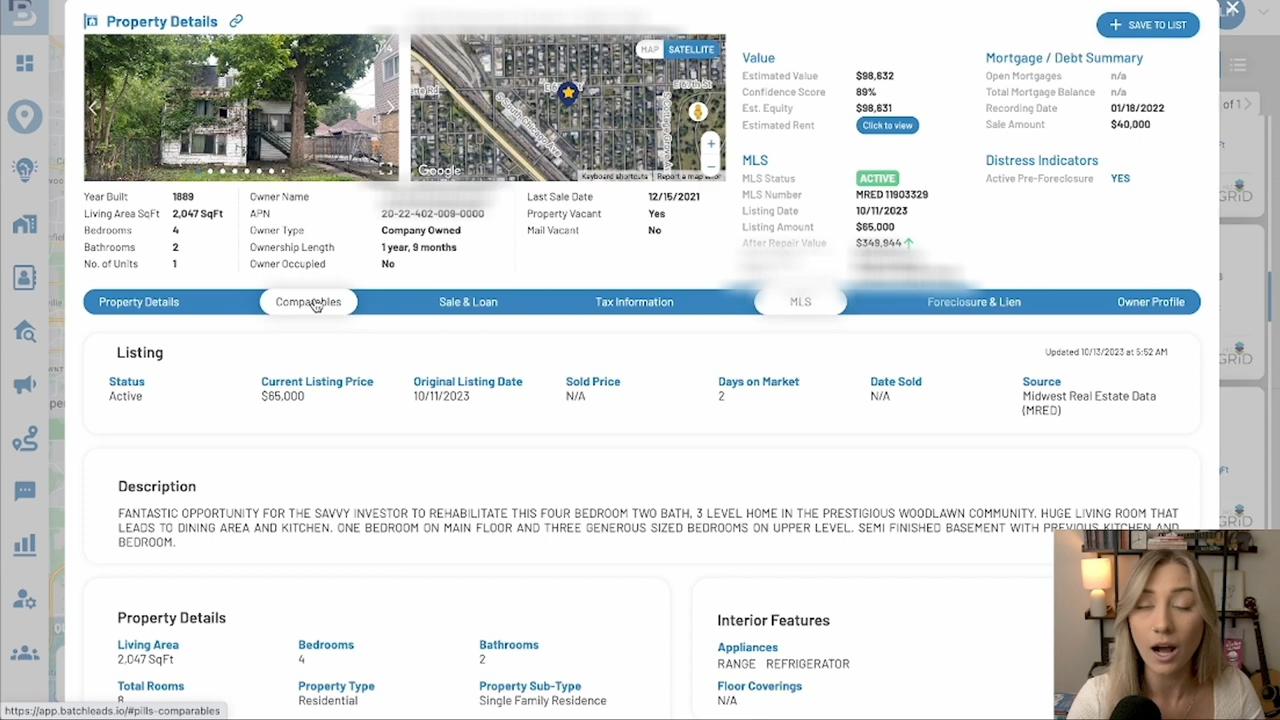 Property Details
SAVE TO LIST
1/14
MAP SATELLITE
E 67th St
Google
Keyboard shortcuts
Report a map error
Value
Estimated Value $98,632
Confidence Score 89%
Est. Equity $98,631
Estimated Rent Click to view
MLS
MLS Status ACTIVE
MLS Number MRED 11903329
Listing Date 10/11/2023
Listing Amount $65,000
After Repair Value $349,944
Mortgage / Debt Summary
Open Mortgages n/a
Total Mortgage Balance n/a
Recording Date 01/18/2022
Sale Amount $40,000
Distress Indicators
Active Pre-Foreclosure YES
Year Built 1889
Living Area SqFt 2,047 SqFt
Bedrooms 4
Bathrooms 2
No. of Units 1
Owner Name
APN 20-22-402-009-0000
Owner Type Company Owned
Ownership Length 1 year, 9 months
Owner Occupied No
Last Sale Date 12/15/2021
Property Vacant Yes
Mail Vacant No
of 1
Property Details Comparables Sale & Loan Tax Information MLS Foreclosure & Lien Owner Profile
Listing
Updated 10/13/2023 at 5:52 AM
Status Current Listing Price Original Listing Date Sold Price Days on Market Date Sold Source
Active $65,000 10/11/2023 N/A 2 N/A Midwest Real Estate Data
(MRED)
Description
FANTASTIC OPPORTUNITY FOR THE SAVVY INVESTOR TO REHABILITATE THIS FOUR BEDROOM TWO BATH, 3 LEVEL HOME IN THE PRESTIGIOUS WOODLAWN COMMUNITY. HUGE LIVING ROOM THAT
LEADS TO DINING AREA AND KITCHEN. ONE BEDROOM ON MAIN FLOOR AND THREE GENEROUS SIZED BEDROOMS ON UPPER LEVEL. SEMI FINISHED BASEMENT WITH PREVIOUS KITCHEN AND
BEDROOM.
Property Details
Living Area Bedrooms Bathrooms
2,047 SqFt 4 2
Total Rooms Property Type Property Sub-Type
8 Residential Single Family Residence
Interior Features
Appliances
RANGE REFRIGERATOR
Floor Coverings
N/A
https://app.batchleads.io/#pills-comparables